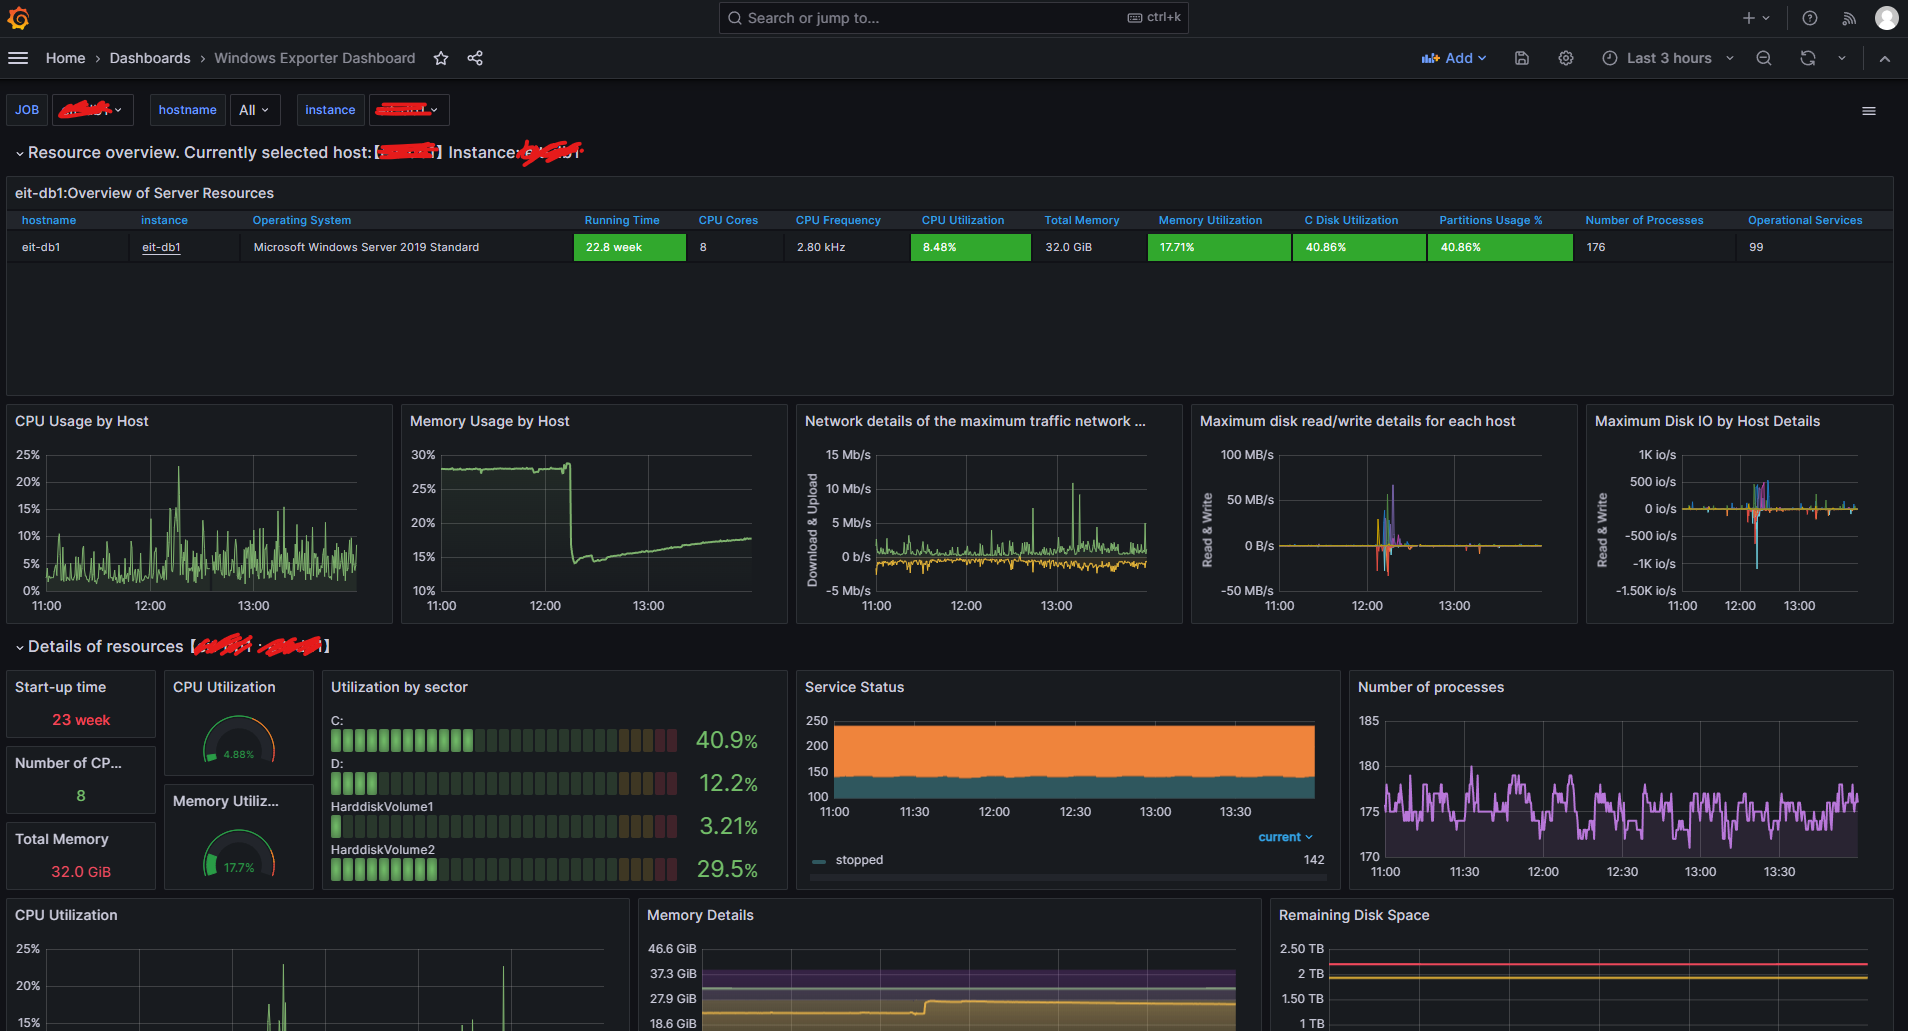 Search or jump to... ctrl+k
Home › Dashboards › Windows Exporter Dashboard
Add Last 3 hours
JOB hostname All instance
Resource overview. Currently selected host:【 】 Instance:
eit-db1:Overview of Server Resources
hostname instance Operating System Running Time CPU Cores CPU Frequency CPU Utilization Total Memory Memory Utilization C Disk Utilization Partitions Usage % Number of Processes Operational Services
eit-db1 eit-db1 Microsoft Windows Server 2019 Standard 22.8 week 8 2.80 kHz 8.48% 32.0 GiB 17.71% 40.86% 40.86% 176 99
CPU Usage by Host
25%
20%
15%
10%
5%
0%
11:00 12:00 13:00
Memory Usage by Host
30%
25%
20%
15%
10%
11:00 12:00 13:00
Network details of the maximum traffic network ...
Download & Upload
15 Mb/s
10 Mb/s
5 Mb/s
0 b/s
-5 Mb/s
11:00 12:00 13:00
Maximum disk read/write details for each host
Read & Write
100 MB/s
50 MB/s
0 B/s
-50 MB/s
11:00 12:00 13:00
Maximum Disk IO by Host Details
Read & Write
1K io/s
500 io/s
0 io/s
-500 io/s
-1K io/s
-1.50K io/s
11:00 12:00 13:00
Details of resources 【 】
Start-up time
23 week
Number of CP...
8
Total Memory
32.0 GiB
CPU Utilization
4.88%
Memory Utiliz...
17.7%
Utilization by sector
C:
40.9%
D:
12.2%
HarddiskVolume1
3.21%
HarddiskVolume2
29.5%
Service Status
250
200
150
100
11:00 11:30 12:00 12:30 13:00 13:30
current
stopped 142
Number of processes
185
180
175
170
11:00 11:30 12:00 12:30 13:00 13:30
CPU Utilization
25%
20%
15%
Memory Details
46.6 GiB
37.3 GiB
27.9 GiB
18.6 GiB
Remaining Disk Space
2.50 TB
2 TB
1.50 TB
1 TB